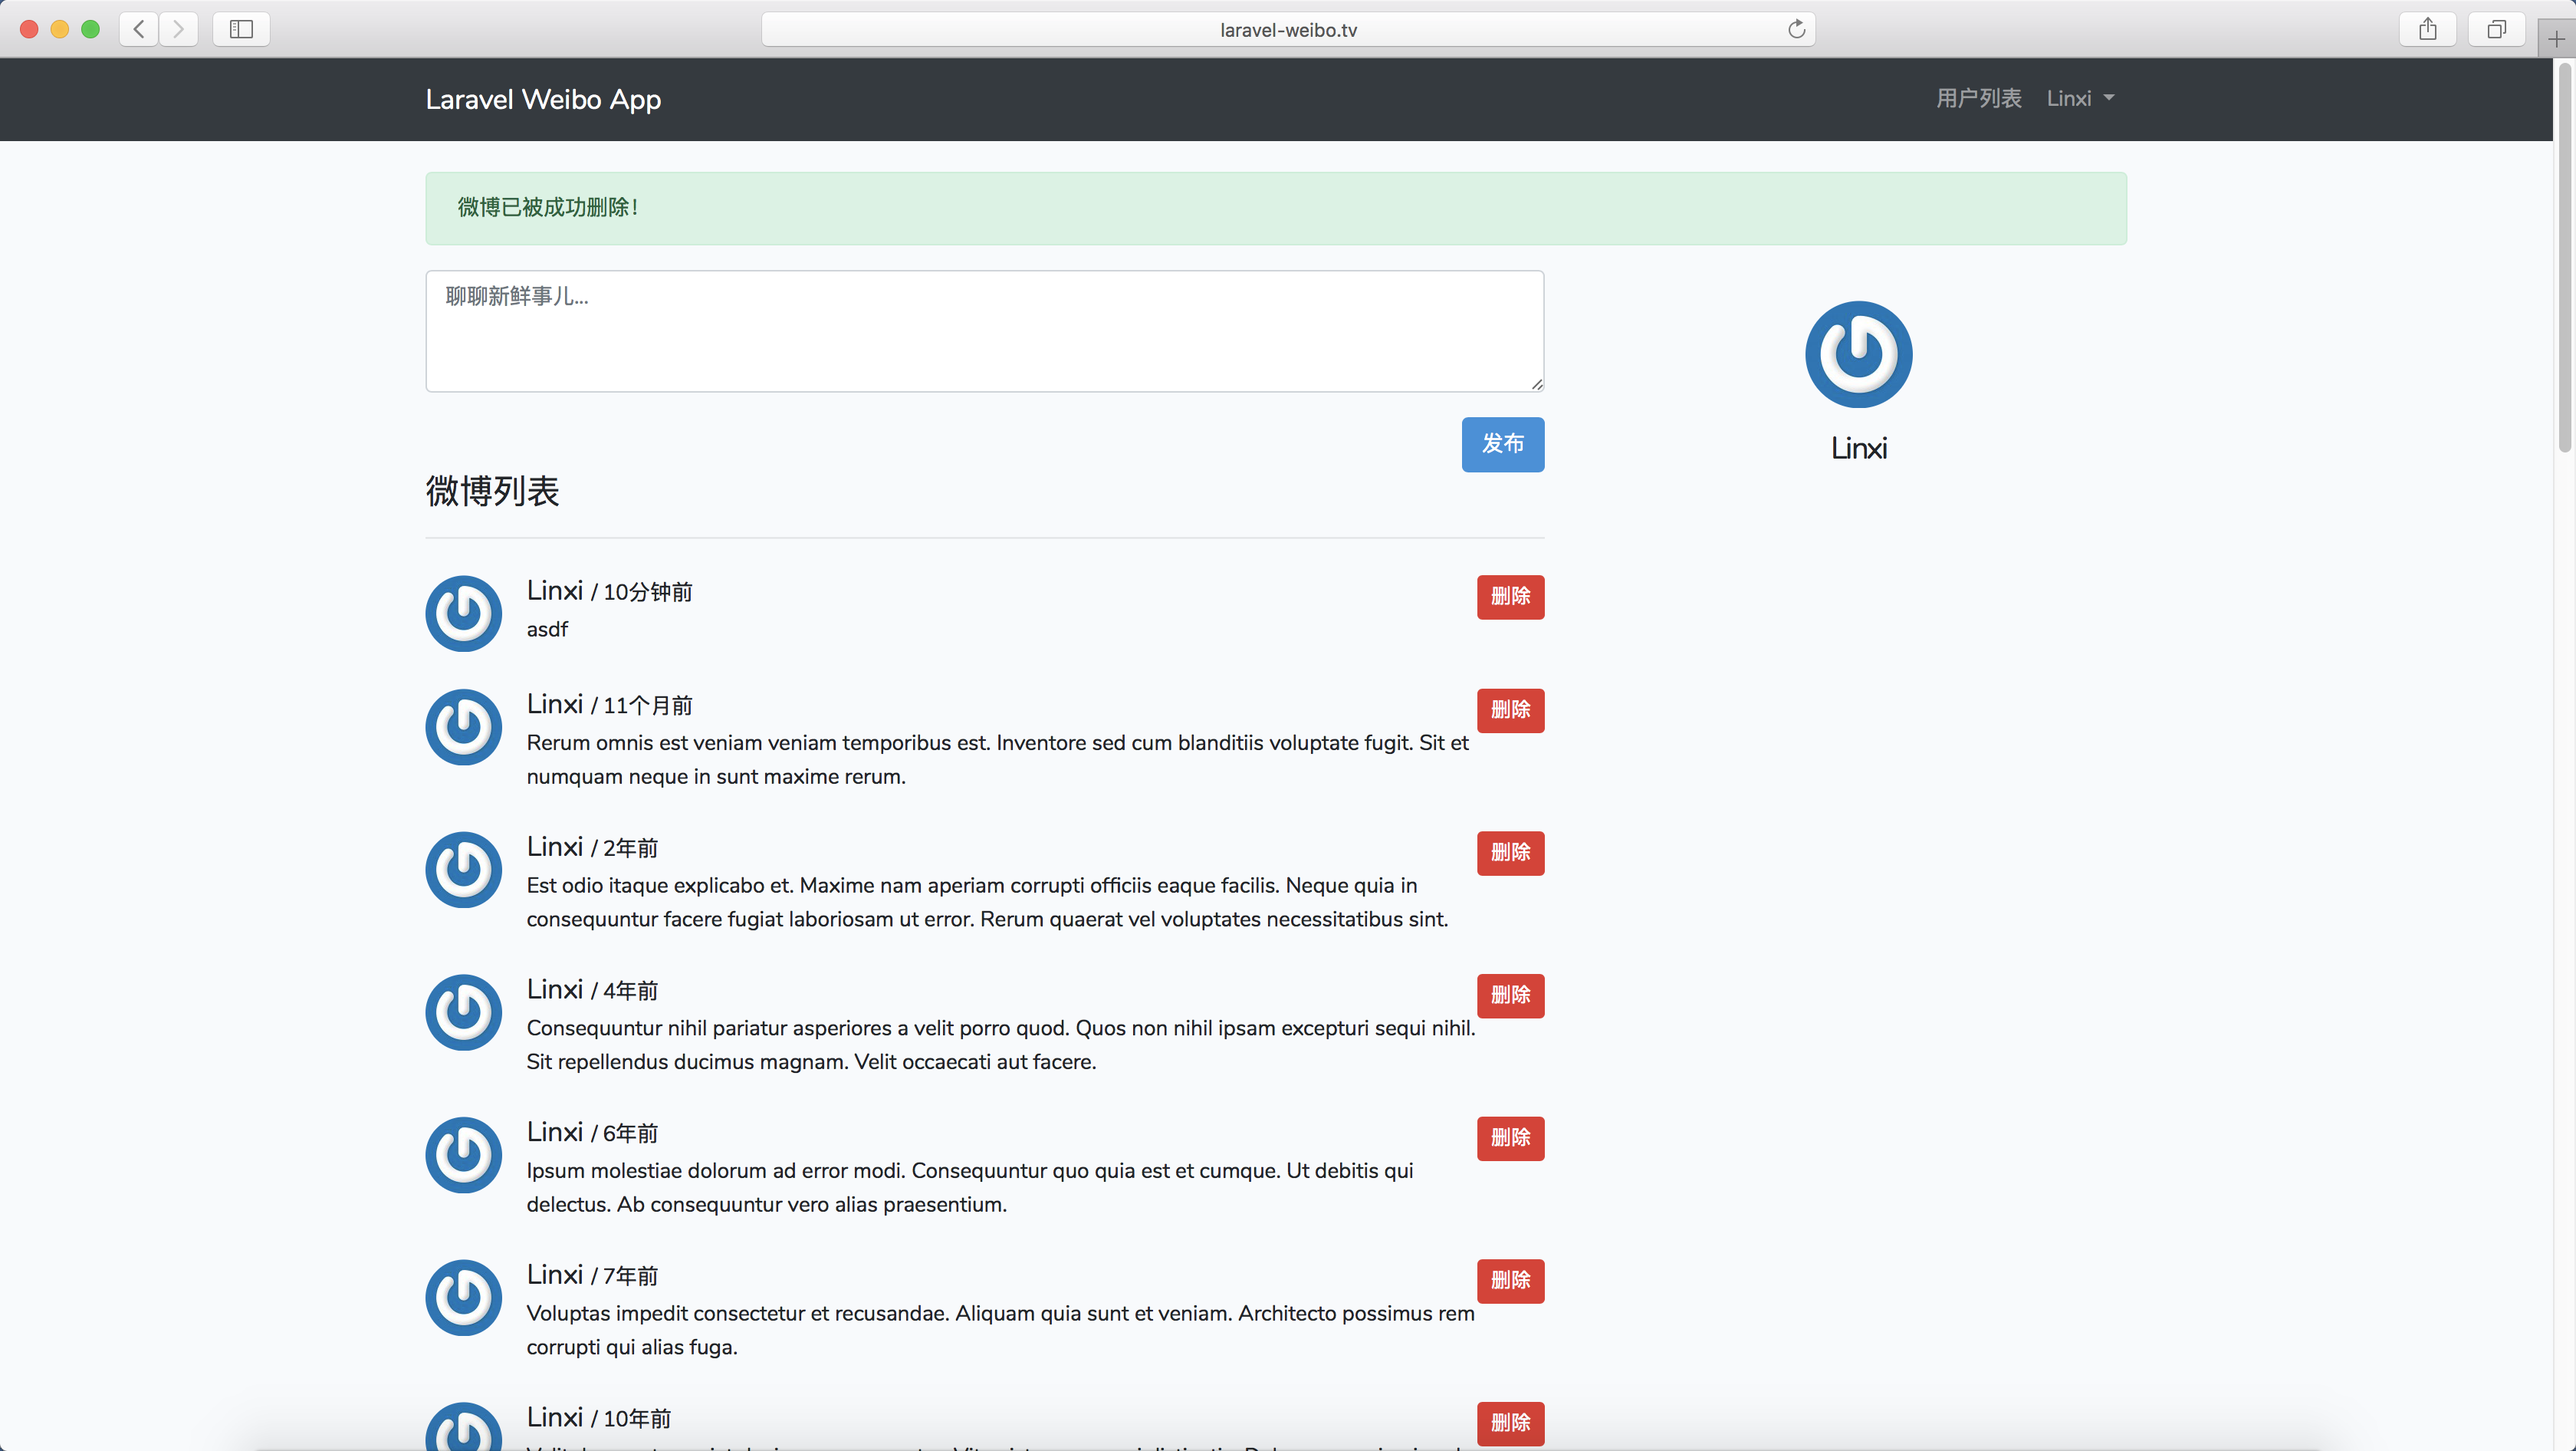 laravel-weibo.tv
Laravel Weibo App
用户列表 Linxi
微博已被成功删除！
聊聊新鲜事儿...
发布
Linxi
微博列表
Linxi / 10分钟前
删除
asdf
Linxi / 11个月前
删除
Rerum omnis est veniam veniam temporibus est. Inventore sed cum blanditiis voluptate fugit. Sit et
numquam neque in sunt maxime rerum.
Linxi / 2年前
删除
Est odio itaque explicabo et. Maxime nam aperiam corrupti officiis eaque facilis. Neque quia in
consequuntur facere fugiat laboriosam ut error. Rerum quaerat vel voluptates necessitatibus sint.
Linxi / 4年前
删除
Consequuntur nihil pariatur asperiores a velit porro quod. Quos non nihil ipsam excepturi sequi nihil.
Sit repellendus ducimus magnam. Velit occaecati aut facere.
Linxi / 6年前
删除
Ipsum molestiae dolorum ad error modi. Consequuntur quo quia est et cumque. Ut debitis qui
delectus. Ab consequuntur vero alias praesentium.
Linxi / 7年前
删除
Voluptas impedit consectetur et recusandae. Aliquam quia sunt et veniam. Architecto possimus rem
corrupti qui alias fuga.
Linxi / 10年前
删除